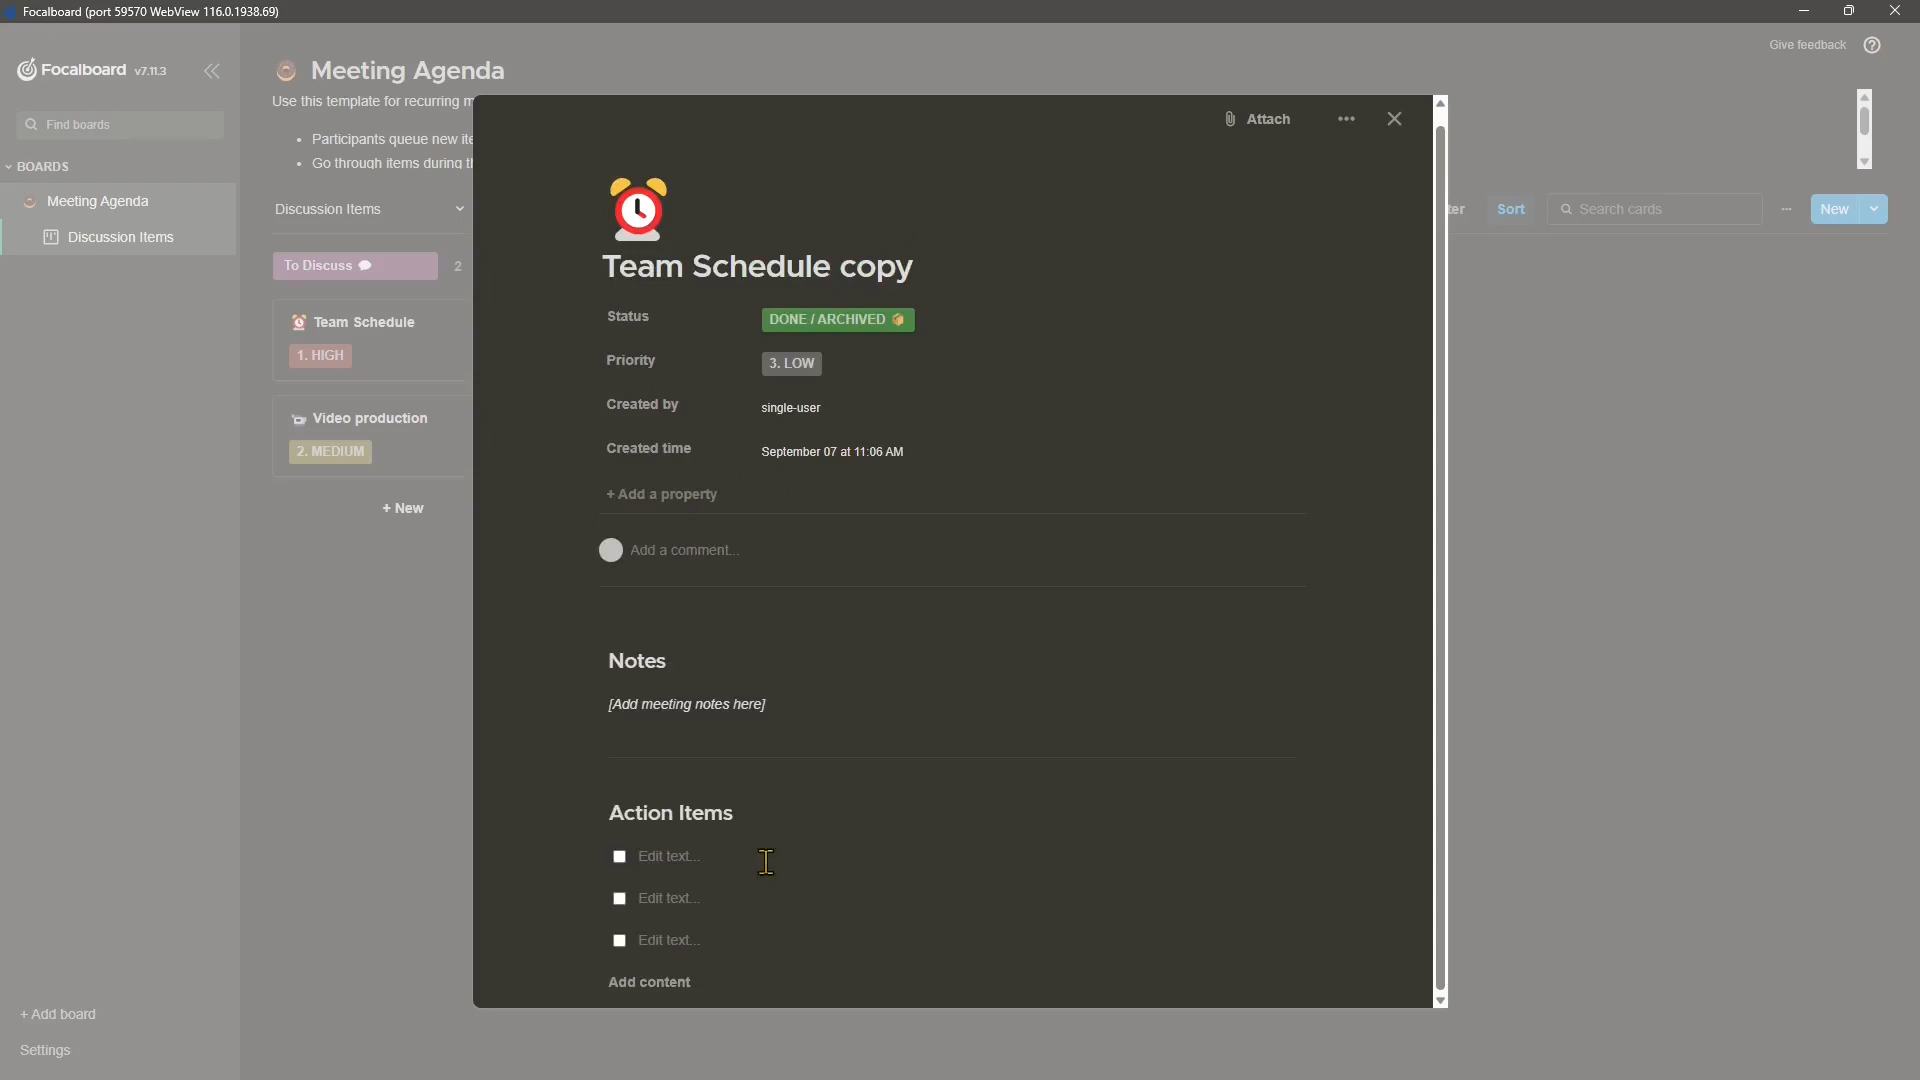 Focalboard (port 59570 WebView 116.0.1938.69)
Give feedback
Focalboard v7.11.3
Find boards
BOARDS
Meeting Agenda
Discussion Items
+ Add board
Settings
Meeting Agenda
Use this template for recurring
Participants queue new
Go through items during
Discussion Items
Sort
Search cards
New
To Discuss 2
Team Schedule
1. HIGH
Video production
2. MEDIUM
+ New
Attach
Team Schedule copy
Status DONE / ARCHIVED
Priority 3. LOW
Created by single-user
Created time September 07 at 11:06 AM
+ Add a property
Add a comment...
Notes
[Add meeting notes here]
Action Items
Edit text...
Edit text...
Edit text...
Add content